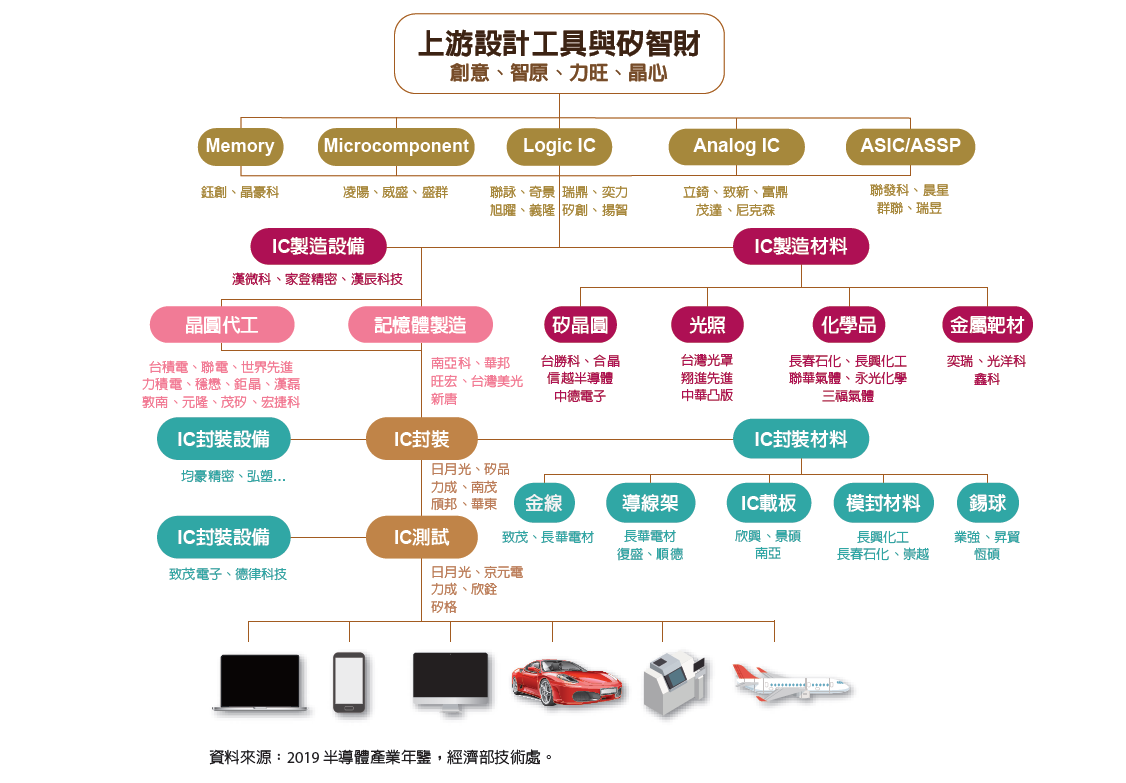 上游設計工具與矽智財
創意、智原、力旺、晶心
Memory
Microcomponent
Logic IC
Analog IC
ASIC/ASSP
鈺創、晶豪科
凌陽、威盛、盛群
聯詠、奇景、瑞鼎、奕力
旭曜、義隆、矽創、揚智
立錡、致新、富鼎
茂達、尼克森
聯發科、晨星
群聯、瑞昱
IC製造設備
漢微科、家登精密、漢辰科技
IC製造材料
晶圓代工
台積電、聯電、世界先進
力積電、穩懋、鉅晶、漢磊
敦南、元隆、茂矽、宏捷科
記憶體製造
南亞科、華邦
旺宏、台灣美光
新唐
矽晶圓
台勝科、合晶
信越半導體
中德電子
光照
台灣光罩
翔進先進
中華凸版
化學品
長春石化、長興化工
聯華氣體、永光化學
三福氣體
金屬靶材
奕瑞、光洋科
鑫科
IC封裝設備
均豪精密、弘塑...
IC封裝
日月光、矽品
力成、南茂
頎邦、華東
IC封裝材料
金線
致茂、長華電材
導線架
長華電材
復盛、順德
IC載板
欣興、景碩
南亞
模封材料
長興化工
長春石化、崇越
錫球
業強、昇貿
恆碩
IC封裝設備
致茂電子、德律科技
IC測試
日月光、京元電
力成、欣銓
矽格
資料來源：2019 半導體產業年鑒，經濟部技術處。